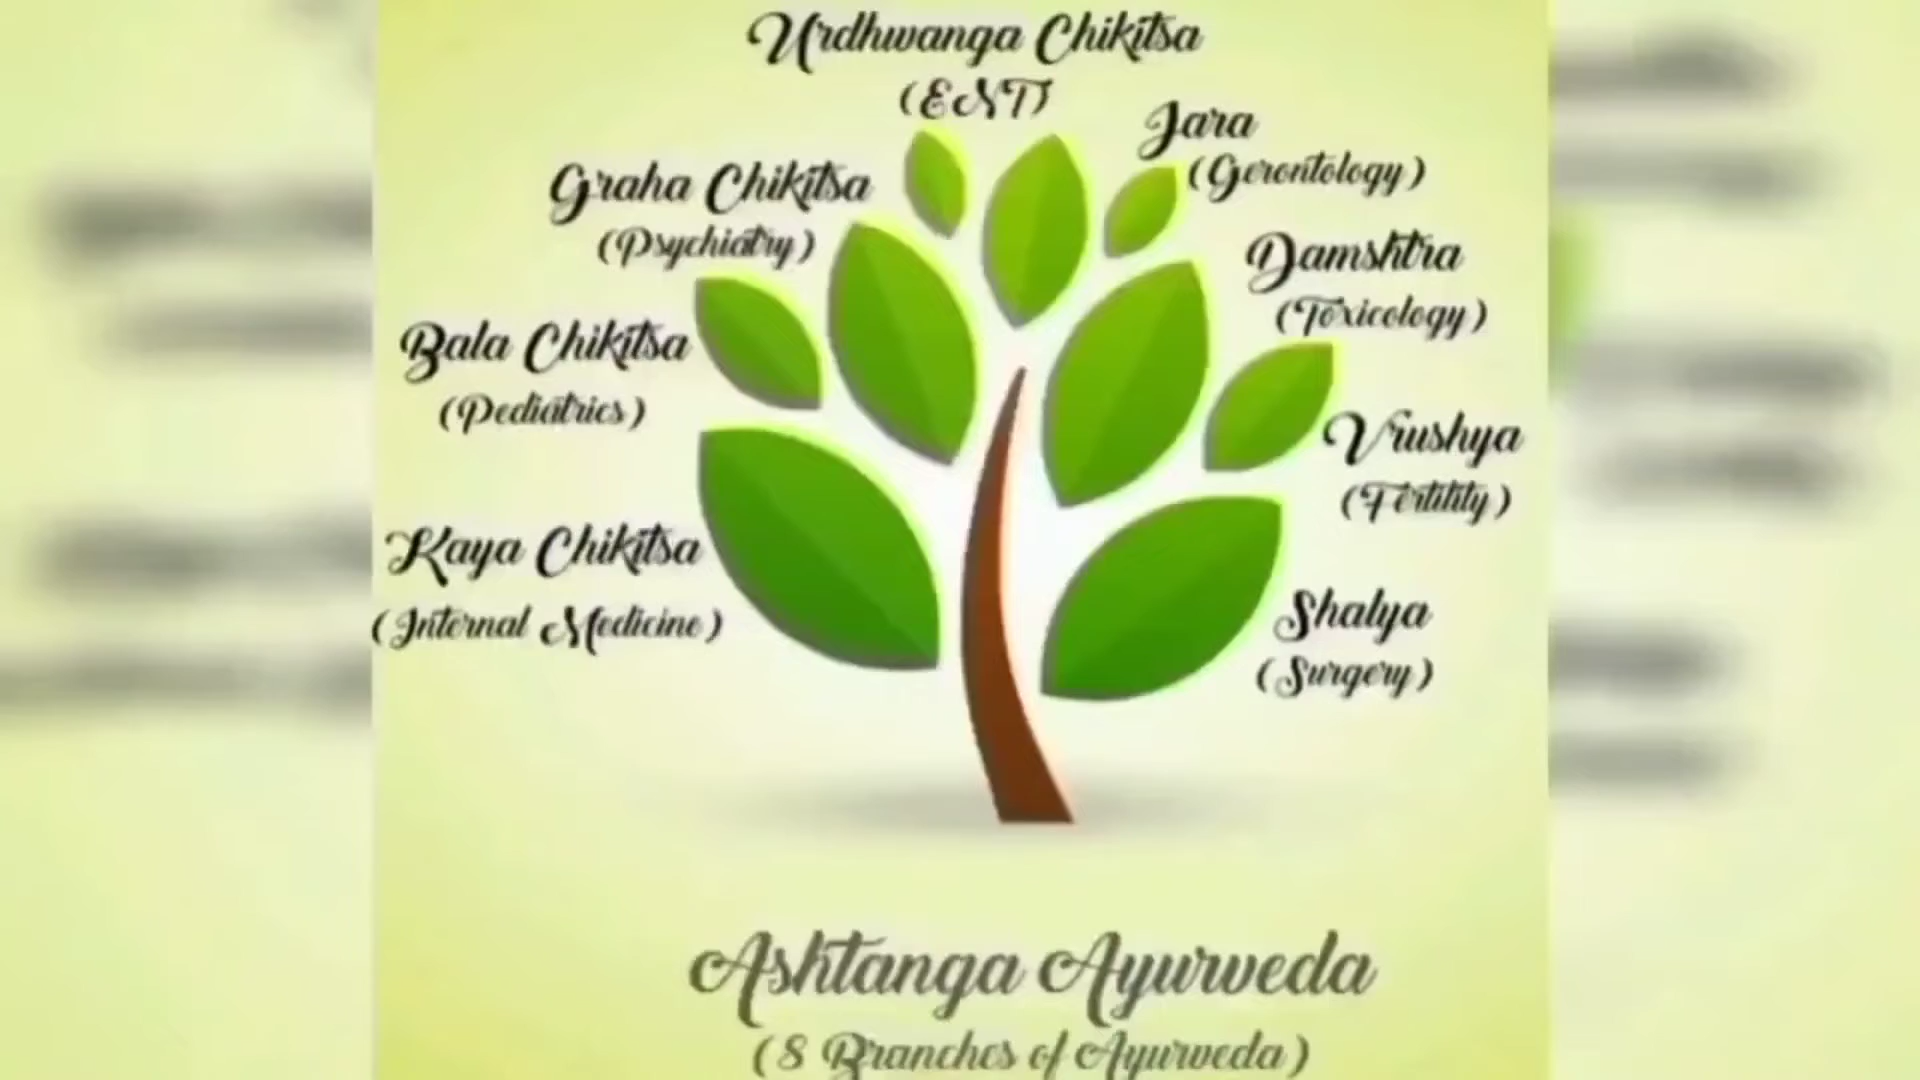 Urdhwanga Chikitsa
(ENT)
Jara
(Gerontology)
Graha Chikitsa
(Psychiatry)
Damshtra
(Toxicology)
Bala Chikitsa
(Pediatrics)
Vrushya
(Fertility)
Kaya Chikitsa
(Internal Medicine)
Shalya
(Surgery)
Ashtanga Ayurveda
(8 Branches of Ayurveda)